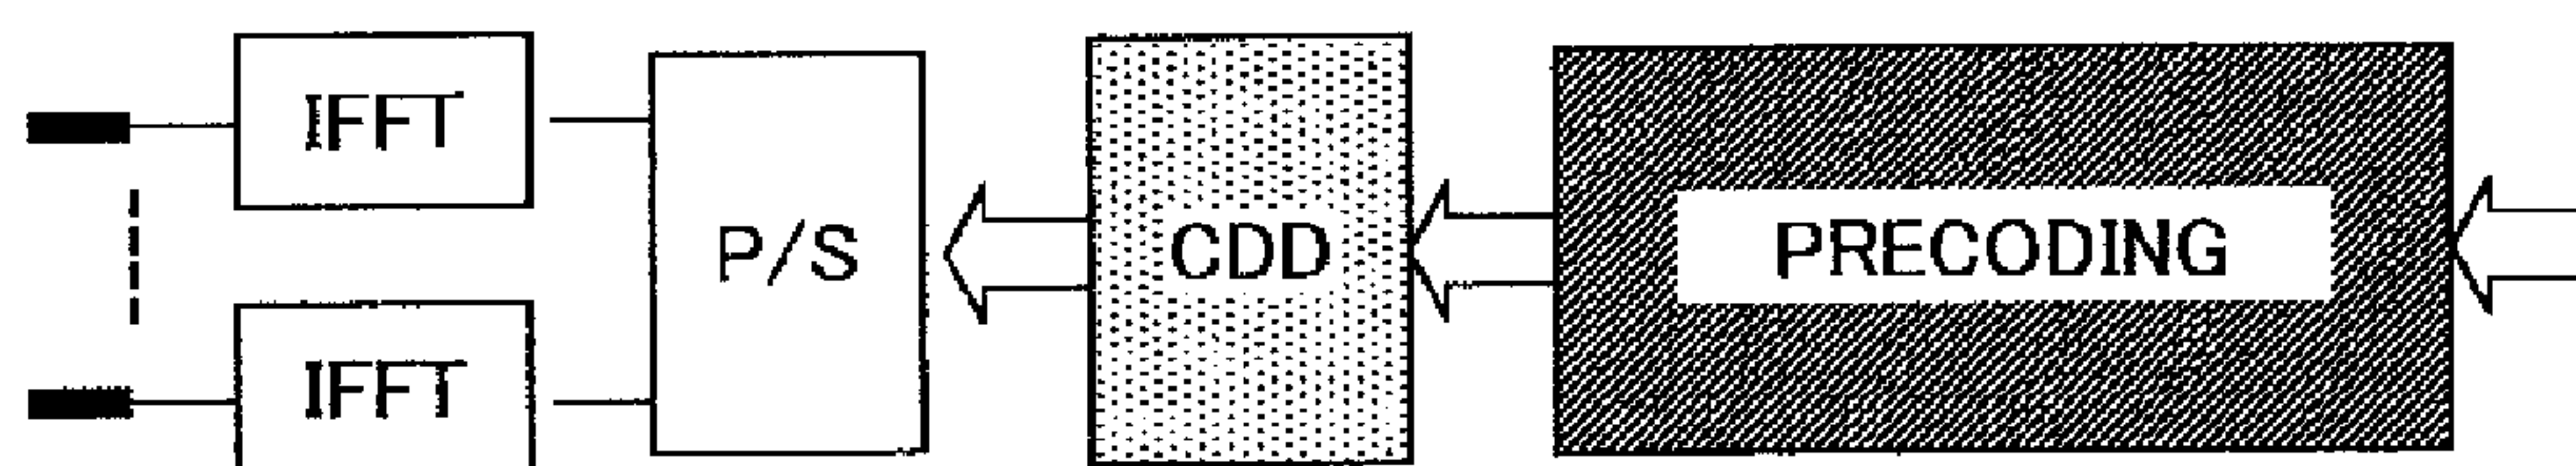 IFFT
P/S
CDD
PRECODING
IFFT